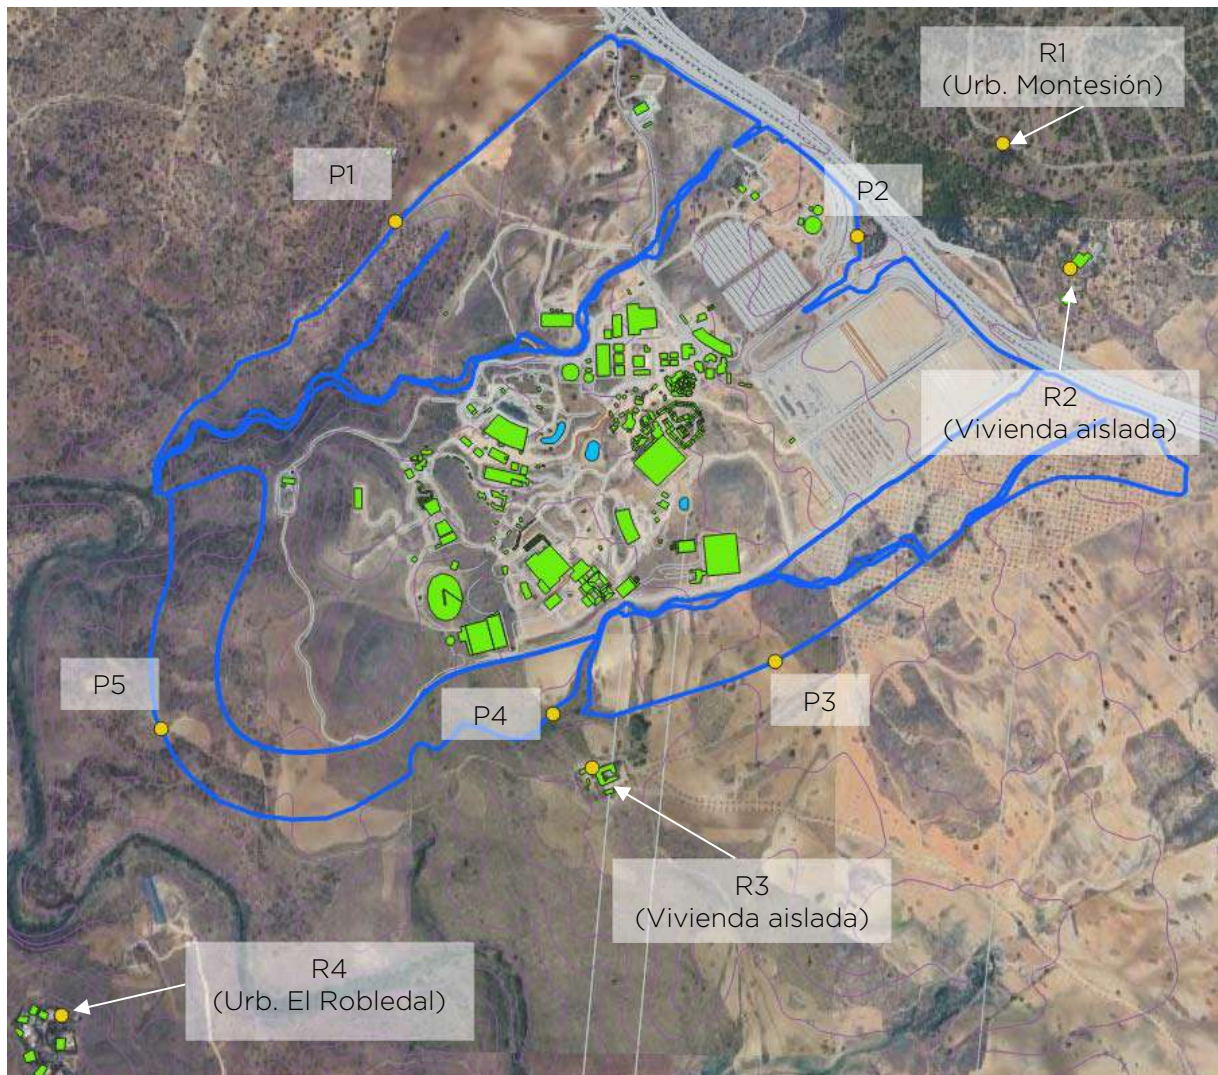 R1
(Urb. Montesión)
P1
P2
R2
(Vivienda aislada)
P5
P4
P3
R3
(Vivienda aislada)
R4
(Urb. El Robledal)